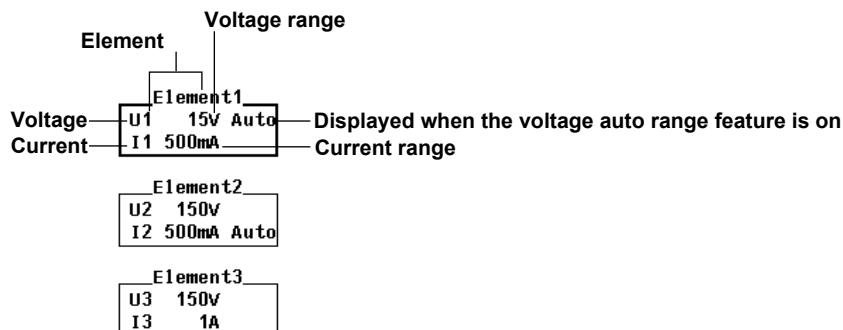 Voltage range
Element
Element1
Voltage U1 15V Auto Displayed when the voltage auto range feature is on
Current I1 500mA Current range
Element2
U2 150V
I2 500mA Auto
Element3
U3 150V
I3 1A